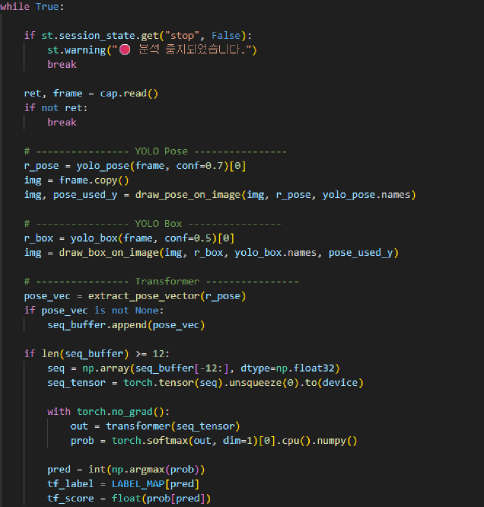 while True:
if st.session_state.get("stop", False):
st.warning("🛑 분석 중지되었습니다.")
break
ret, frame = cap.read()
if not ret:
break
# ---------------- YOLO Pose ----------------
r_pose = yolo_pose(frame, conf=0.7)[0]
img = frame.copy()
img, pose_used_y = draw_pose_on_image(img, r_pose, yolo_pose.names)
# ---------------- YOLO Box ----------------
r_box = yolo_box(frame, conf=0.5)[0]
img = draw_box_on_image(img, r_box, yolo_box.names, pose_used_y)
# ---------------- Transformer ----------------
pose_vec = extract_pose_vector(r_pose)
if pose_vec is not None:
seq_buffer.append(pose_vec)
if len(seq_buffer) >= 12:
seq = np.array(seq_buffer[-12:], dtype=np.float32)
seq_tensor = torch.tensor(seq).unsqueeze(0).to(device)
with torch.no_grad():
out = transformer(seq_tensor)
prob = torch.softmax(out, dim=1)[0].cpu().numpy()
pred = int(np.argmax(prob))
tf_label = LABEL_MAP[pred]
tf_score = float(prob[pred])